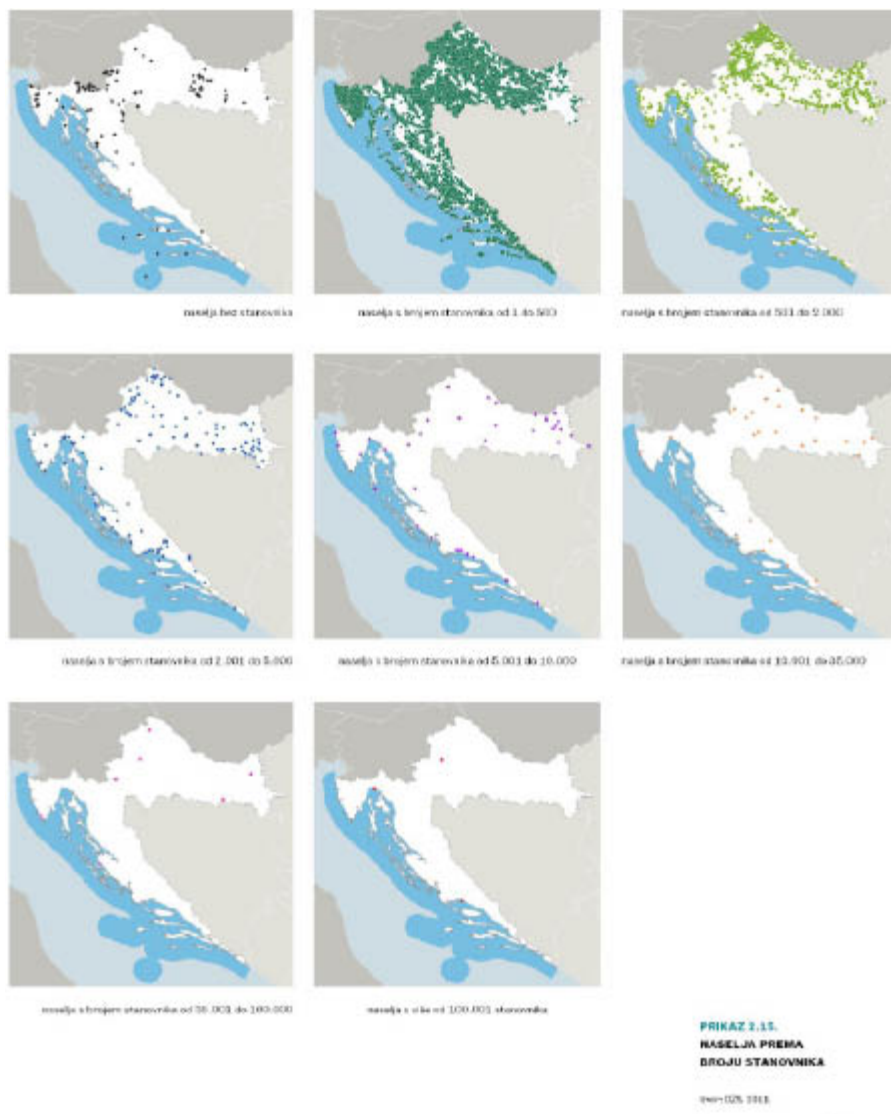 naselja bez stanovnika
naselja s brojem stanovnika od 1 do 500
naselja s brojem stanovnika od 501 do 2.000
naselja s brojem stanovnika od 2.001 do 5.000
naselja s brojem stanovnika od 5.001 do 10.000
naselja s brojem stanovnika od 10.001 do 35.000
naselja s brojem stanovnika od 35.001 do 100.000
naselja s više od 100.001 stanovnika
PRIKAZ 2.15.
NASELJA PREMA
BROJU STANOVNIKA
Izvor: DZS, 2011.